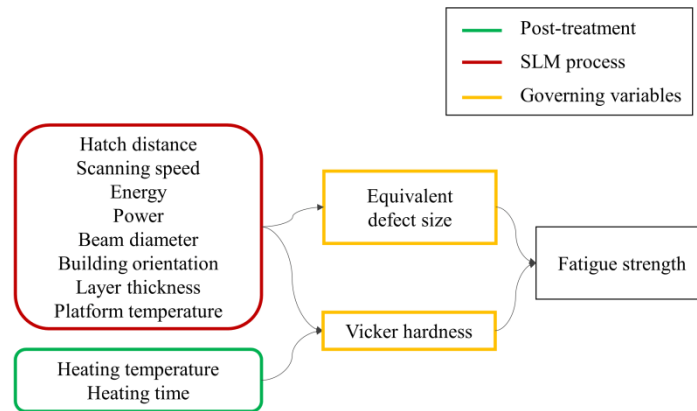 Post-treatment
SLM process
Governing variables
Hatch distance
Scanning speed
Energy
Power
Beam diameter
Building orientation
Layer thickness
Platform temperature
Heating temperature
Heating time
Equivalent
defect size
Vicker hardness
Fatigue strength